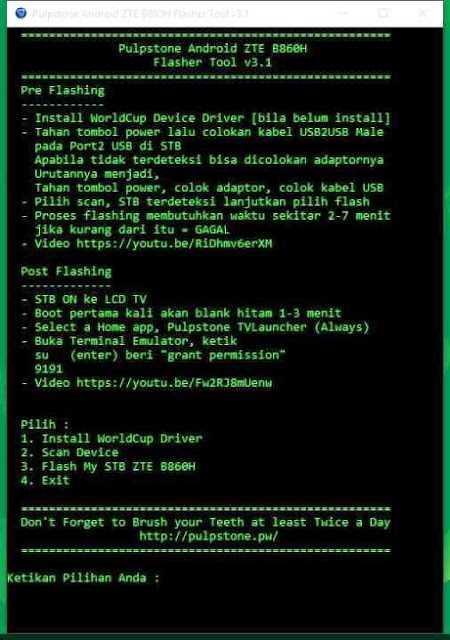 Pulpstone Android ZTE B860H Flasher Tool v3.1
=====================================================
Pulpstone Android ZTE B860H
Flasher Tool v3.1
=====================================================
Pre Flashing
------------
- Install WorldCup Device Driver [bila belum install]
- Tahan tombol power lalu colokan kabel USB2USB Male
pada Port2 USB di STB
Apabila tidak terdeteksi bisa dicolokan adaptornya
Urutannya menjadi,
Tahan tombol power, colok adaptor, colok kabel USB
- Pilih scan, STB terdeteksi lanjutkan pilih flash
- Proses flashing membutuhkan waktu sekitar 2-7 menit
jika kurang dari itu = GAGAL
- Video https://youtu.be/RiDhmv6erXM
Post Flashing
-------------
- STB ON ke LCD TV
- Boot pertama kali akan blank hitam 1-3 menit
- Select a Home app, Pulpstone TVLauncher (Always)
- Buka Terminal Emulator, ketik
su (enter) beri "grant permission"
9191
- Video https://youtu.be/Fw2RJ8mUenw
Pilih :
1. Install WorldCup Driver
2. Scan Device
3. Flash My STB ZTE B860H
4. Exit
=====================================================
Don't Forget to Brush your Teeth at least Twice a Day
http://pulpstone.pw/
=====================================================
Ketikan Pilihan Anda :